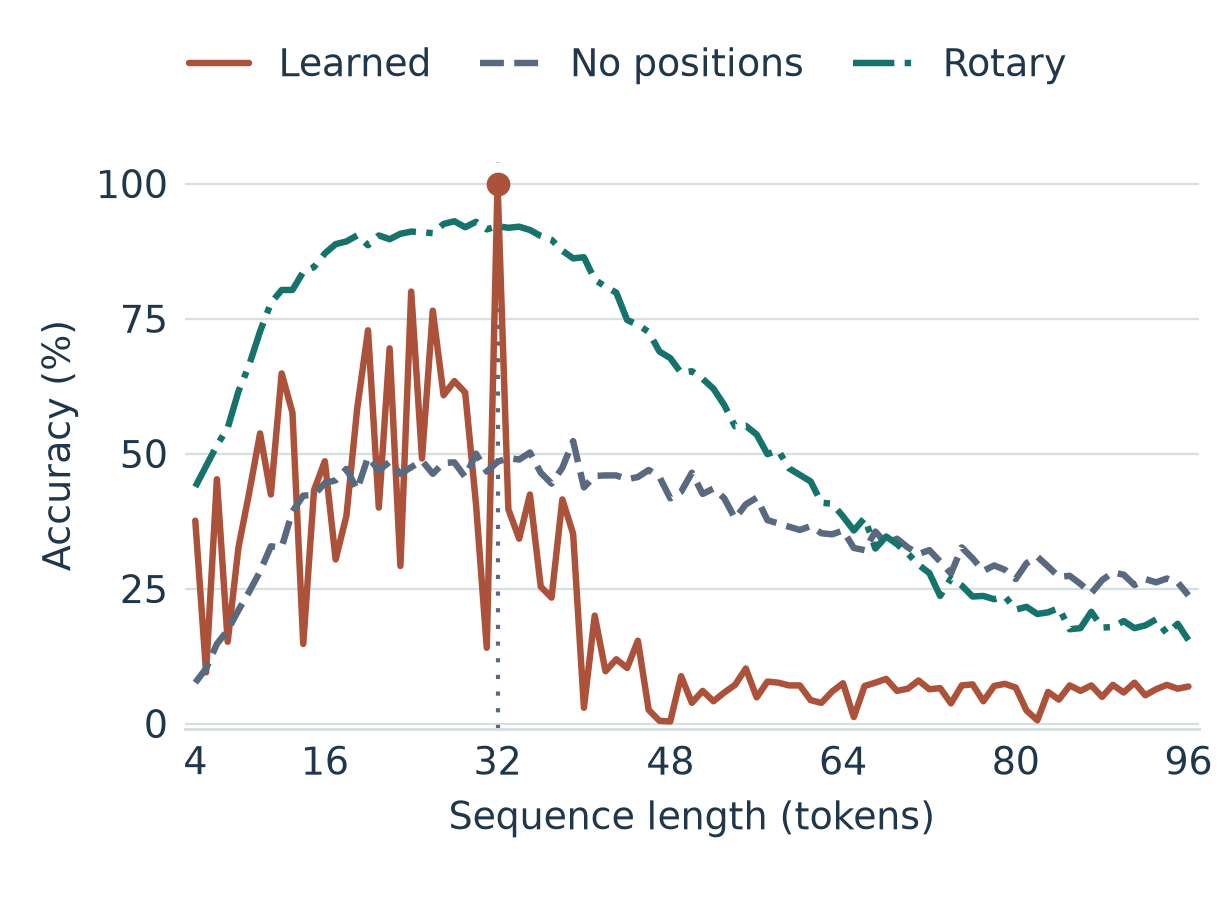 Learned No positions Rotary
100
75
50
25
0
Accuracy (%)
4 16 32 48 64 80 96
Sequence length (tokens)